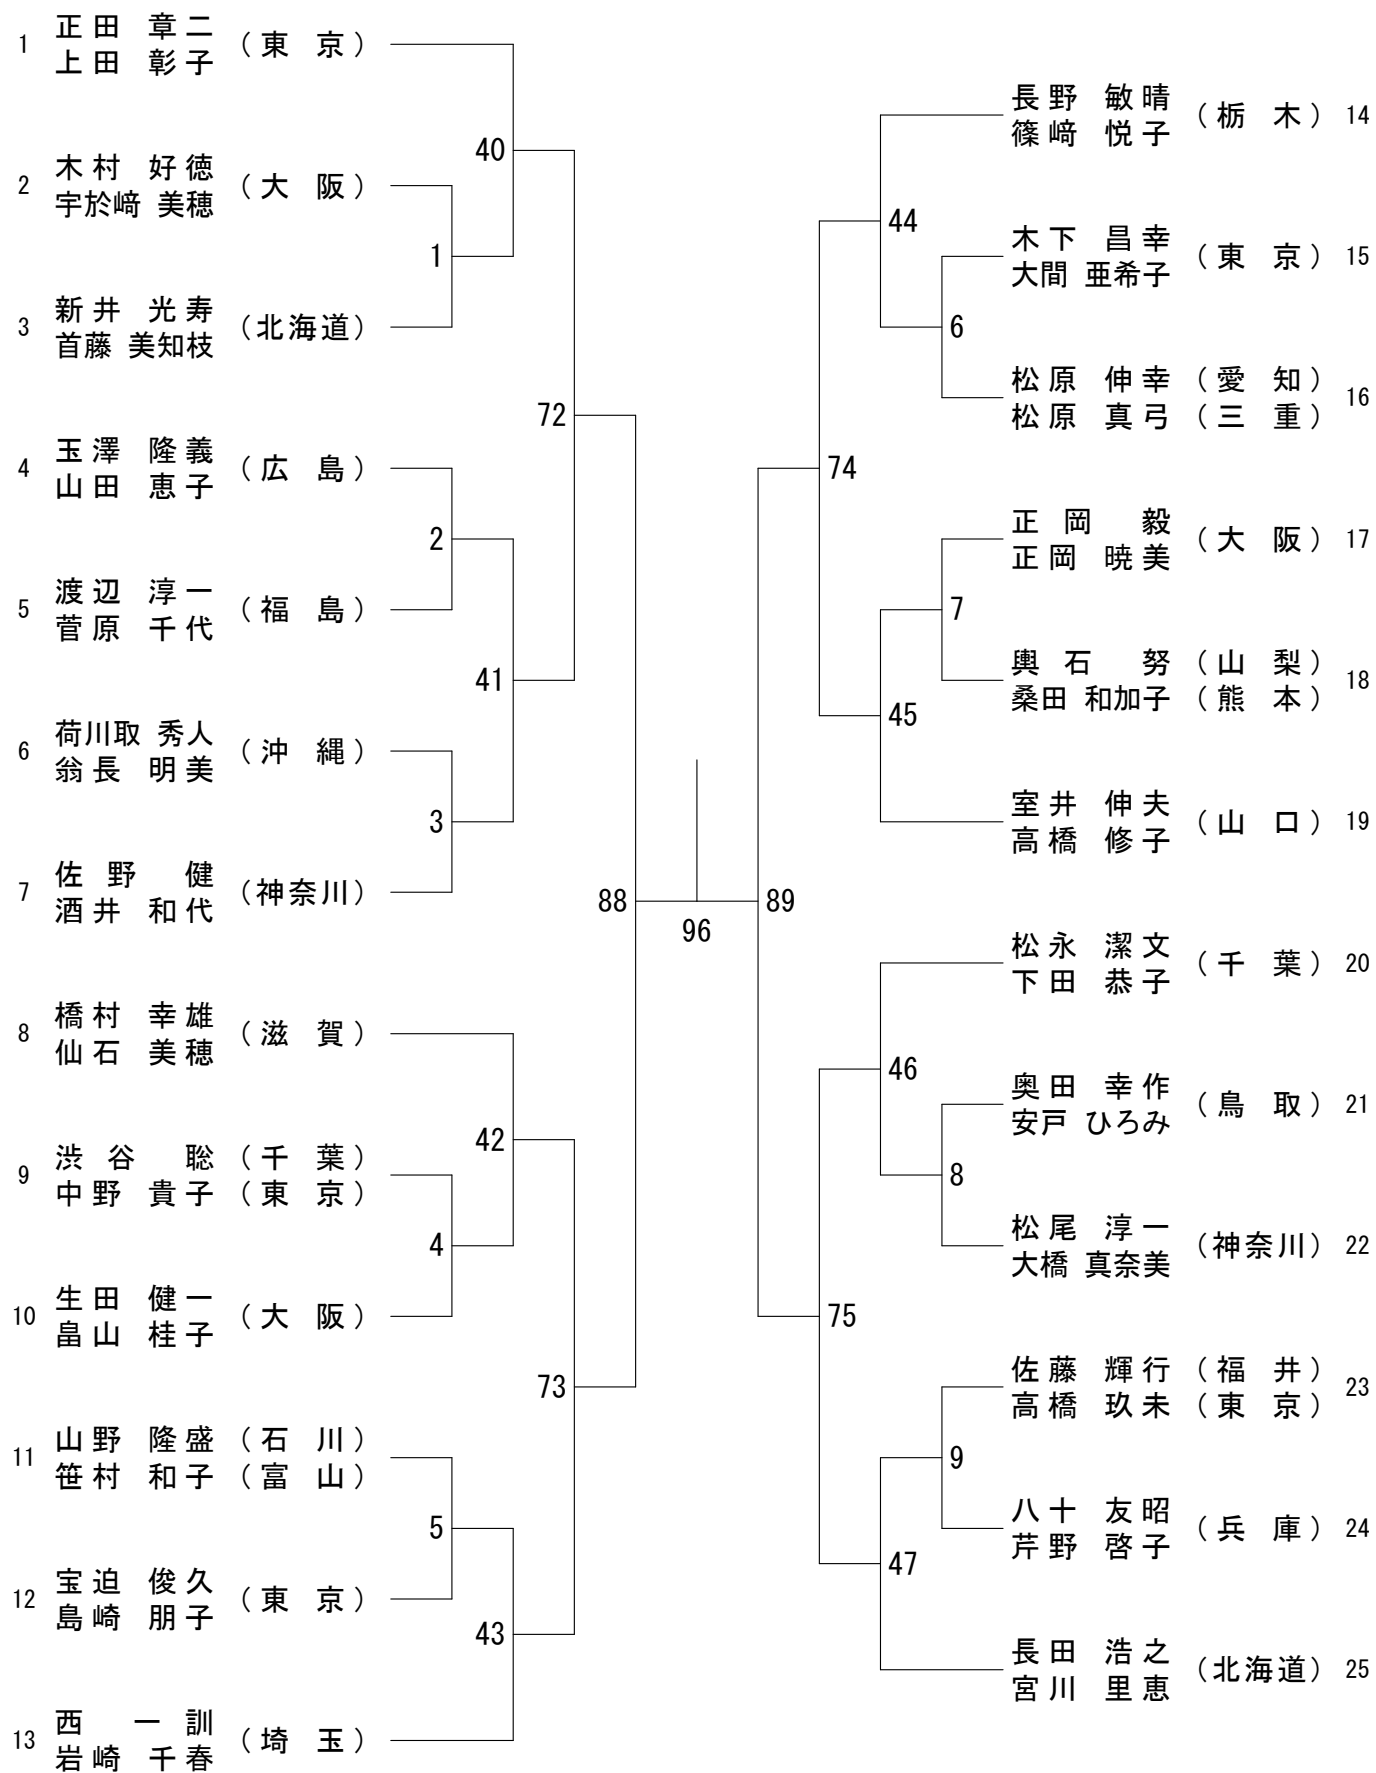 1 正田 章二 (東 京)
上田 彰子
2 木村 好徳 (大 阪)
宇於﨑 美穂
3 新井 光寿 (北海道)
首藤 美知枝
4 玉澤 隆義 (広 島)
山田 恵子
5 渡辺 淳一 (福 島)
菅原 千代
6 荷川取 秀人 (沖 縄)
翁長 明美
7 佐野 健 (神奈川)
酒井 和代
8 橋村 幸雄 (滋 賀)
仙石 美穂
9 渋谷 聡 (千 葉)
中野 貴子 (東 京)
10 生田 健一 (大 阪)
畠山 桂子
11 山野 隆盛 (石 川)
笹村 和子 (富 山)
12 宝迫 俊久 (東 京)
島崎 朋子
13 西 一訓 (埼 玉)
岩崎 千春
40
1
72
2
41
3
88
42
4
73
5
43
96
89
44
6
74
7
45
46
8
75
9
47
長野 敏晴 (栃 木) 14
篠﨑 悦子
木下 昌幸 (東 京) 15
大間 亜希子
松原 伸幸 (愛 知) 16
松原 真弓 (三 重)
正岡 毅 (大 阪) 17
正岡 暁美
輿石 努 (山 梨) 18
桑田 和加子 (熊 本)
室井 伸夫 (山 口) 19
高橋 修子
松永 潔文 (千 葉) 20
下田 恭子
奥田 幸作 (鳥 取) 21
安戸 ひろみ
松尾 淳一 (神奈川) 22
大橋 真奈美
佐藤 輝行 (福 井) 23
高橋 玖未 (東 京)
八十 友昭 (兵 庫) 24
芹野 啓子
長田 浩之 (北海道) 25
宮川 里恵